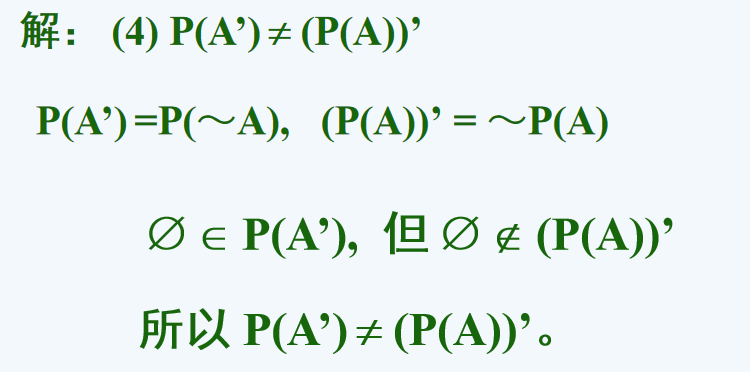 解： (4) P(A’) ≠ (P(A))’
P(A’) =P(～A), (P(A))’ = ～P(A)
∅ ∈ P(A’), 但 ∅ ∉ (P(A))’
所以 P(A’) ≠ (P(A))’。